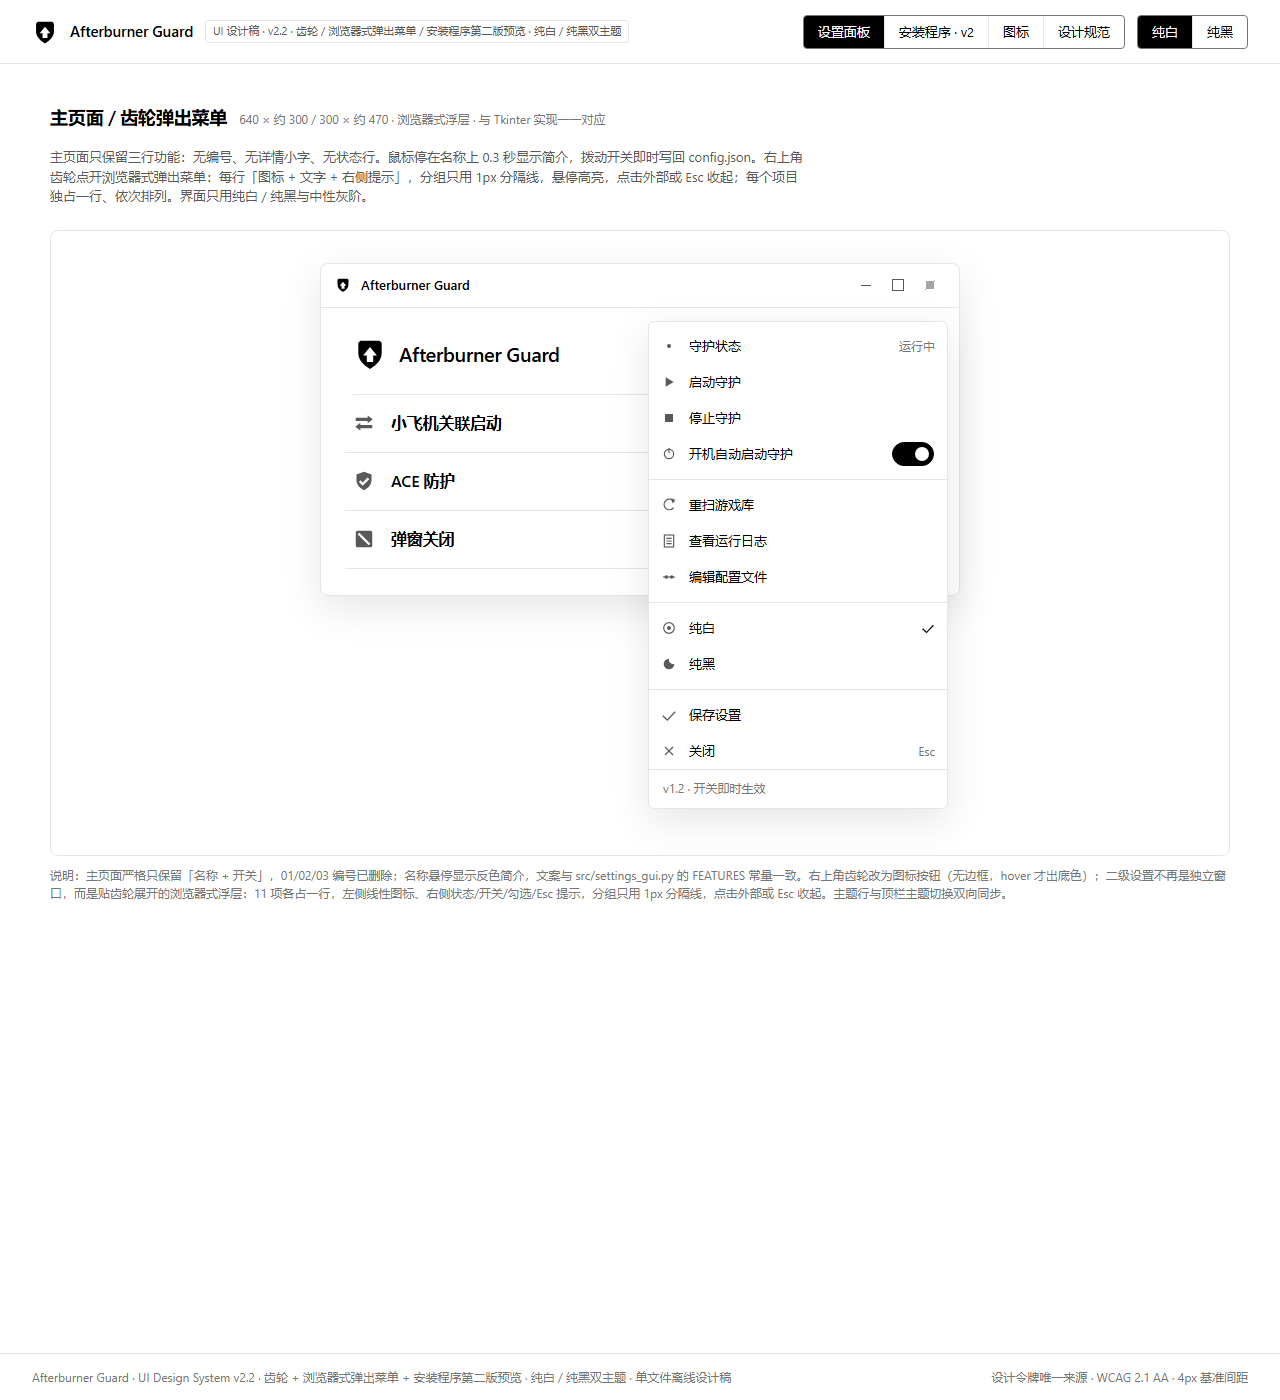 Afterburner Guard
UI 设计稿 · v2.2 · 齿轮 / 浏览器式弹出菜单 / 安装程序第二版预览 · 纯白 / 纯黑双主题
设置面板
安装程序 · v2
图标
设计规范
纯白
纯黑
主页面 / 齿轮弹出菜单
640 × 约 300 / 300 × 约 470 · 浏览器式浮层 · 与 Tkinter 实现一一对应
主页面只保留三行功能：无编号、无详情小字、无状态行。鼠标停在名称上 0.3 秒显示简介，拨动开关即时写回 config.json。右上角
齿轮点开浏览器式弹出菜单：每行「图标 + 文字 + 右侧提示」，分组只用 1px 分隔线，悬停高亮，点击外部或 Esc 收起；每个项目
独占一行、依次排列。界面只用纯白 / 纯黑与中性灰阶。
Afterburner Guard
Afterburner Guard
小飞机关联启动
ACE 防护
弹窗关闭
守护状态
运行中
启动守护
停止守护
开机自动启动守护
重扫游戏库
查看运行日志
编辑配置文件
纯白
纯黑
保存设置
关闭
Esc
v1.2 · 开关即时生效
说明：主页面严格只保留「名称 + 开关」，01/02/03 编号已删除；名称悬停显示反色简介，文案与 src/settings_gui.py 的 FEATURES 常量一致。右上角齿轮改为图标按钮（无边框，hover 才出底色）；二级设置不再是独立窗
口，而是贴齿轮展开的浏览器式浮层：11 项各占一行，左侧线性图标、右侧状态/开关/勾选/Esc 提示，分组只用 1px 分隔线，点击外部或 Esc 收起。主题行与顶栏主题切换双向同步。
Afterburner Guard · UI Design System v2.2 · 齿轮 + 浏览器式弹出菜单 + 安装程序第二版预览 · 纯白 / 纯黑双主题 · 单文件离线设计稿
设计令牌唯一来源 · WCAG 2.1 AA · 4px 基准间距